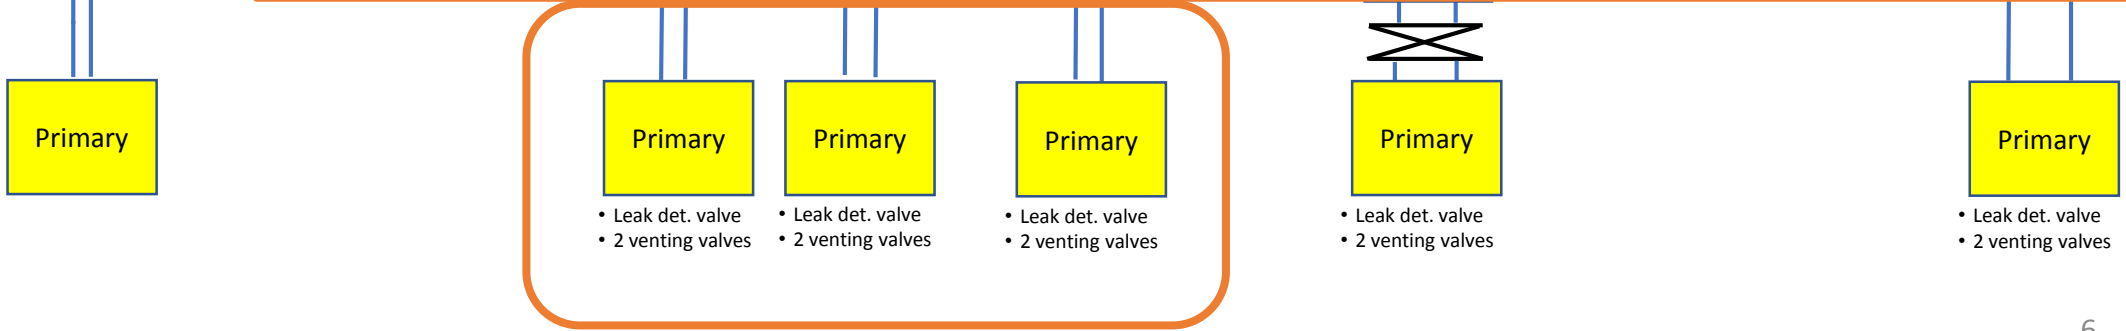 Primary
Primary
Primary
Primary
Primary
Primary
• Leak det. valve
• 2 venting valves
• Leak det. valve
• 2 venting valves
• Leak det. valve
• 2 venting valves
• Leak det. valve
• 2 venting valves
• Leak det. valve
• 2 venting valves
6